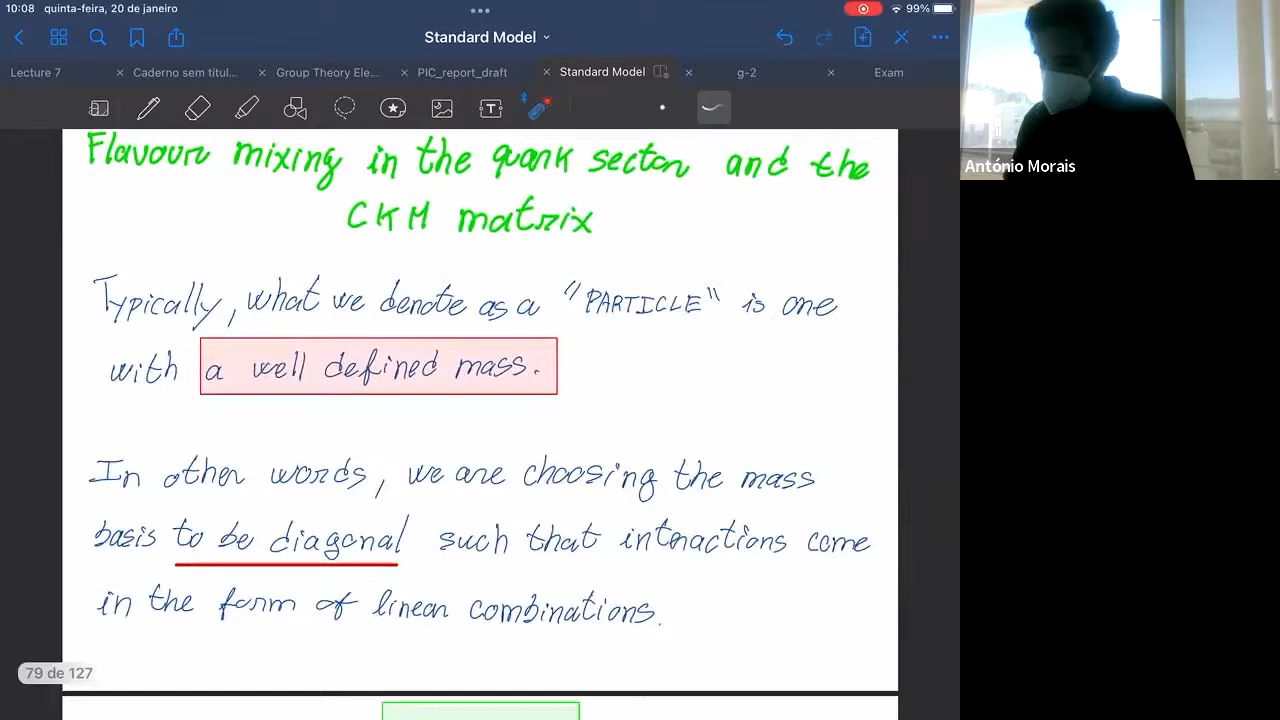 10:08 quinta-feira, 20 de janeiro
99%
Standard Model
Lecture 7
Caderno sem títul...
Group Theory Ele...
PIC_report_draft
Standard Model
g-2
Exam
António Morais
Flavour mixing in the quark sector and the
CKM matrix
Typically, what we denote as a "PARTICLE" is one
with a well defined mass.
In other words, we are choosing the mass
basis to be diagonal such that interactions come
in the form of linear combinations.
79 de 127